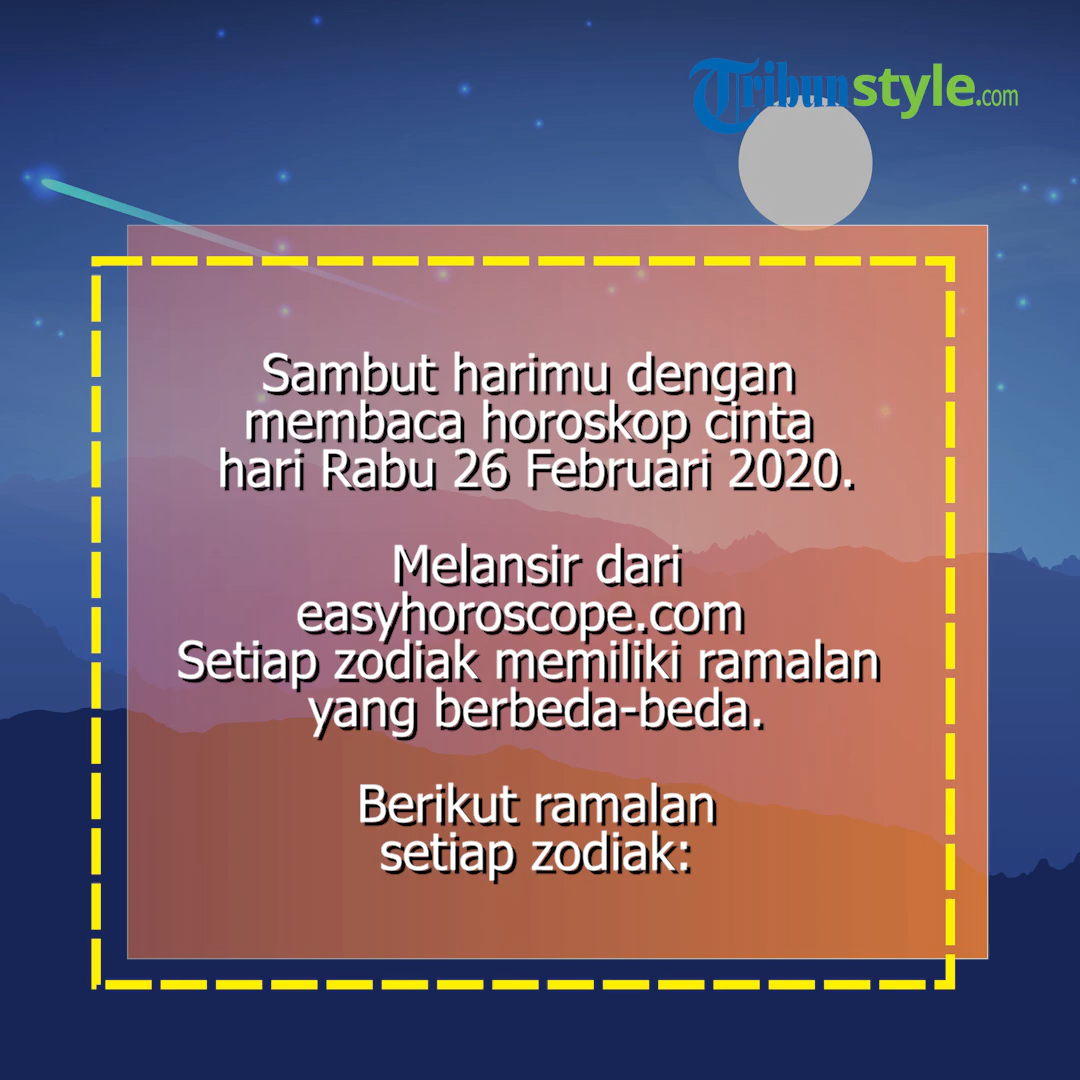 Tribunstyle.com
Sambut harimu dengan
membaca horoskop cinta
hari Rabu 26 Februari 2020.
Melansir dari
easyhoroscope.com
Setiap zodiak memiliki ramalan
yang berbeda-beda.
Berikut ramalan
setiap zodiak: